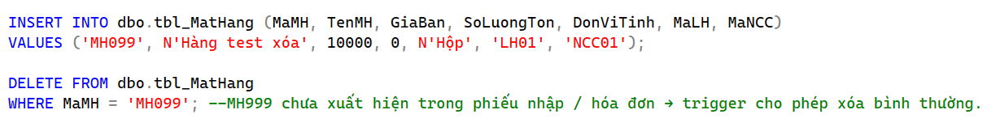 INSERT INTO dbo.tbl_MatHang (MaMH, TenMH, GiaBan, SoLuongTon, DonViTinh, MaLH, MaNCC)
VALUES ('MH099', N'Hàng test xóa', 10000, 0, N'Hộp', 'LH01', 'NCC01');
DELETE FROM dbo.tbl_MatHang
WHERE MaMH = 'MH099'; --MH999 chưa xuất hiện trong phiếu nhập / hóa đơn → trigger cho phép xóa bình thường.